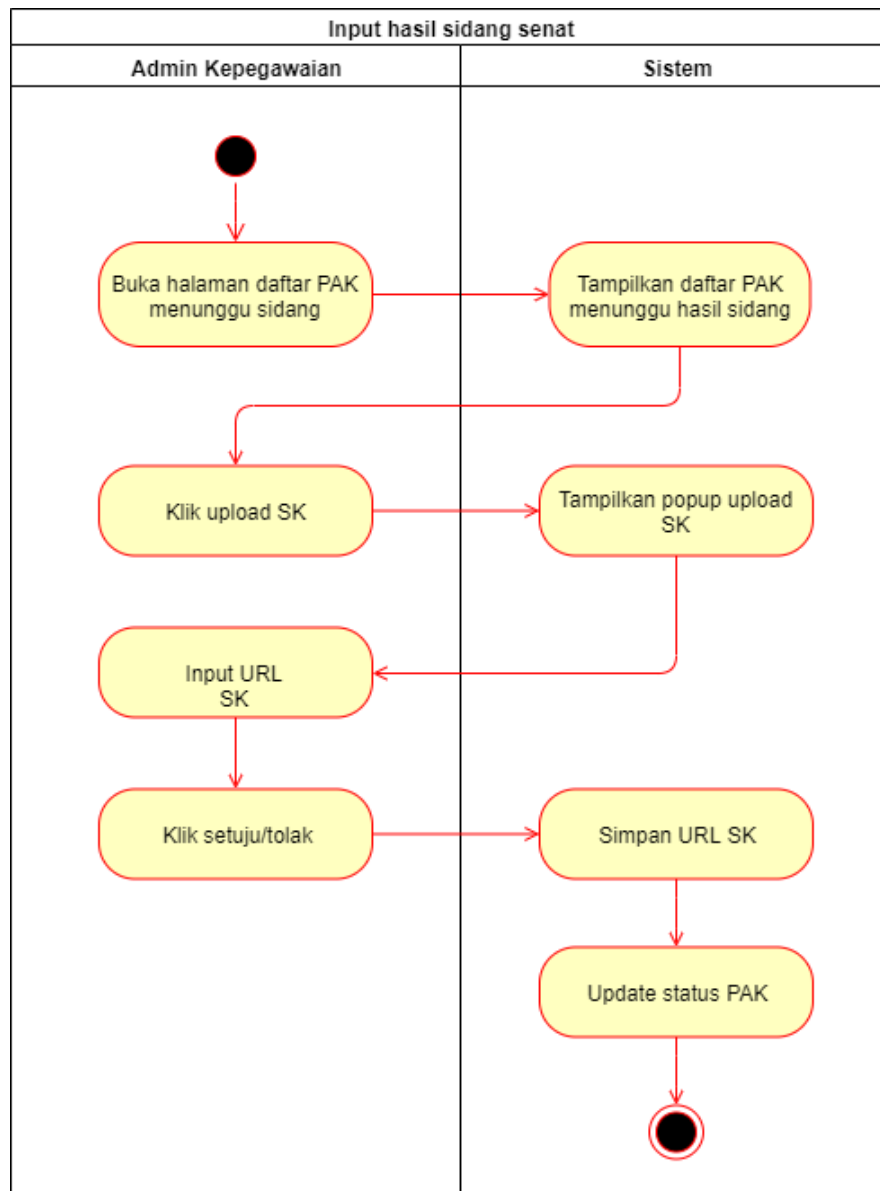 Input hasil sidang senat
Admin Kepegawaian
Sistem
Buka halaman daftar PAK
menunggu sidang
Tampilkan daftar PAK
menunggu hasil sidang
Klik upload SK
Tampilkan popup upload
SK
Input URL
SK
Klik setuju/tolak
Simpan URL SK
Update status PAK